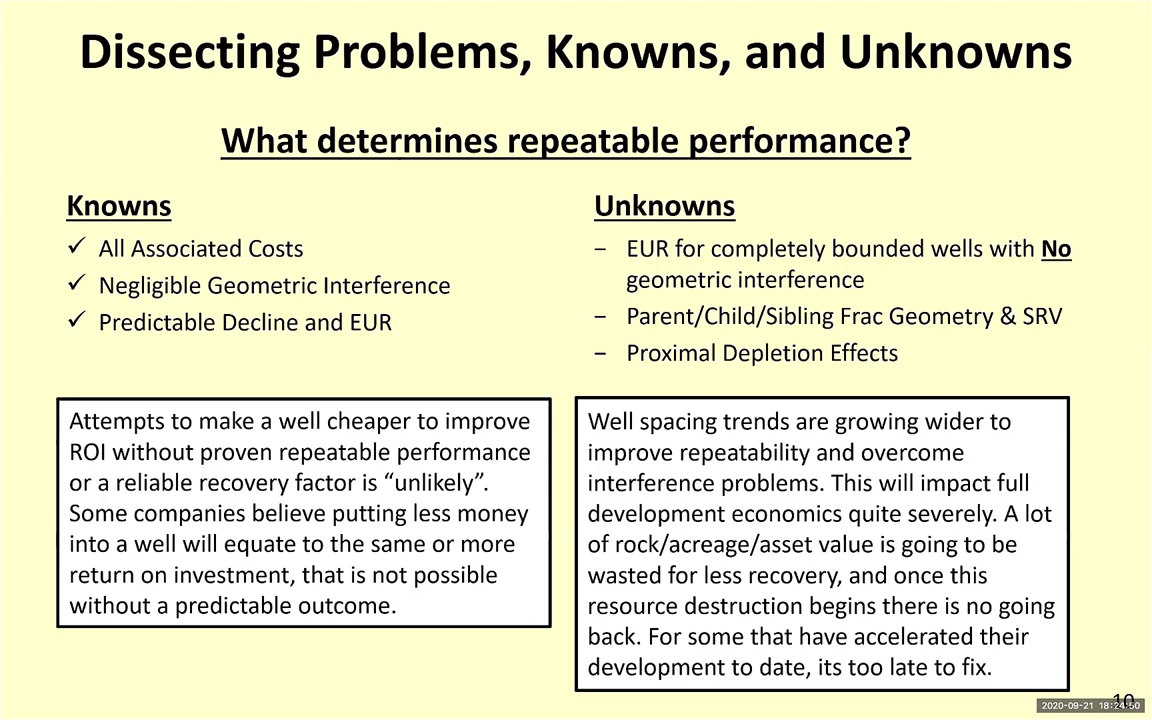 Dissecting Problems, Knowns, and Unknowns
What determines repeatable performance?
Knowns
✓ All Associated Costs
✓ Negligible Geometric Interference
✓ Predictable Decline and EUR
Unknowns
– EUR for completely bounded wells with No
geometric interference
– Parent/Child/Sibling Frac Geometry & SRV
– Proximal Depletion Effects
Attempts to make a well cheaper to improve
ROI without proven repeatable performance
or a reliable recovery factor is “unlikely”.
Some companies believe putting less money
into a well will equate to the same or more
return on investment, that is not possible
without a predictable outcome.
Well spacing trends are growing wider to
improve repeatability and overcome
interference problems. This will impact full
development economics quite severely. A lot
of rock/acreage/asset value is going to be
wasted for less recovery, and once this
resource destruction begins there is no going
back. For some that have accelerated their
development to date, its too late to fix.
10
2020-09-21 18:24:50